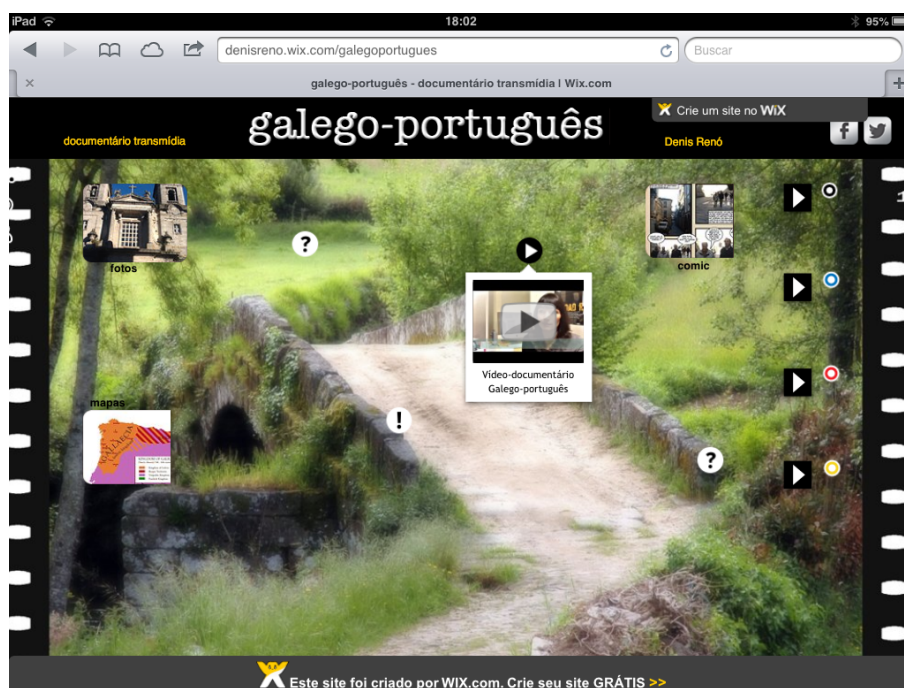 iPad 18:02 95%
denisreno.wix.com/galegoportugues Buscar
galego-português - documentário transmídia | Wix.com
Crie um site no WiX
documentário transmídia galego-português Denis Renó
fotos
comic
Vídeo-documentário
Galego-português
mapas
Este site foi criado por WIX.com. Crie seu site GRÁTIS >>